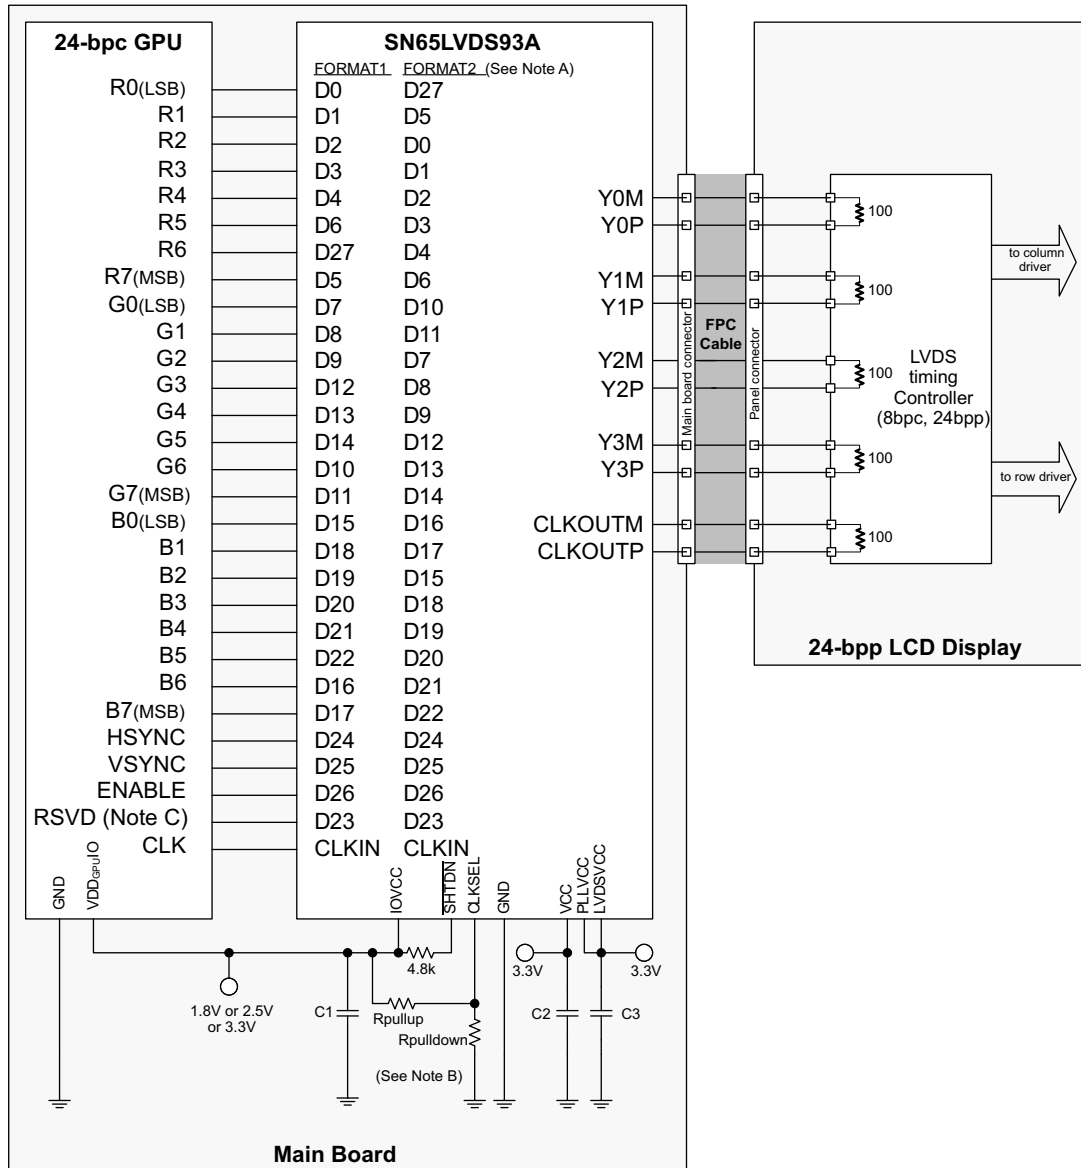 24-bpc GPU
SN65LVDS93A
FORMAT1 FORMAT2 (See Note A)
R0(LSB) D0 D27
R1 D1 D5
R2 D2 D0
R3 D3 D1
R4 D4 D2
R5 D6 D3
R6 D27 D4
R7(MSB) D5 D6
G0(LSB) D7 D10
G1 D8 D11
G2 D9 D7
G3 D12 D8
G4 D13 D9
G5 D14 D12
G6 D10 D13
G7(MSB) D11 D14
B0(LSB) D15 D16
B1 D18 D17
B2 D19 D15
B3 D20 D18
B4 D21 D19
B5 D22 D20
B6 D16 D21
B7(MSB) D17 D22
HSYNC D24 D24
VSYNC D25 D25
ENABLE D26 D26
RSVD (Note C) D23 D23
CLK CLKIN CLKIN
Y0M
Y0P
Y1M
Y1P
Y2M
Y2P
Y3M
Y3P
CLKOUTM
CLKOUTP
Main board connector
FPC
Cable
Panel connector
100
100
100
100
100
LVDS
timing
Controller
(8bpc, 24bpp)
to column
driver
to row driver
24-bpp LCD Display
GND
VDDGPUIO
IOVCC
SHTDN
CLKSEL
GND
VCC
PLLVCC
LVDSVCC
4.8k
3.3V
3.3V
1.8V or 2.5V
or 3.3V
C1
Rpullup
Rpulldown
C2
C3
(See Note B)
Main Board